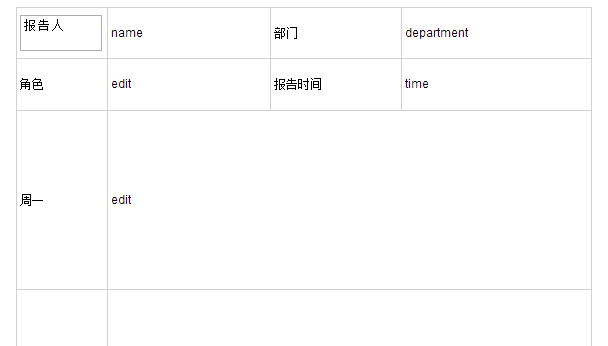 报告人 name 部门 department
角色 edit 报告时间 time
周一 edit